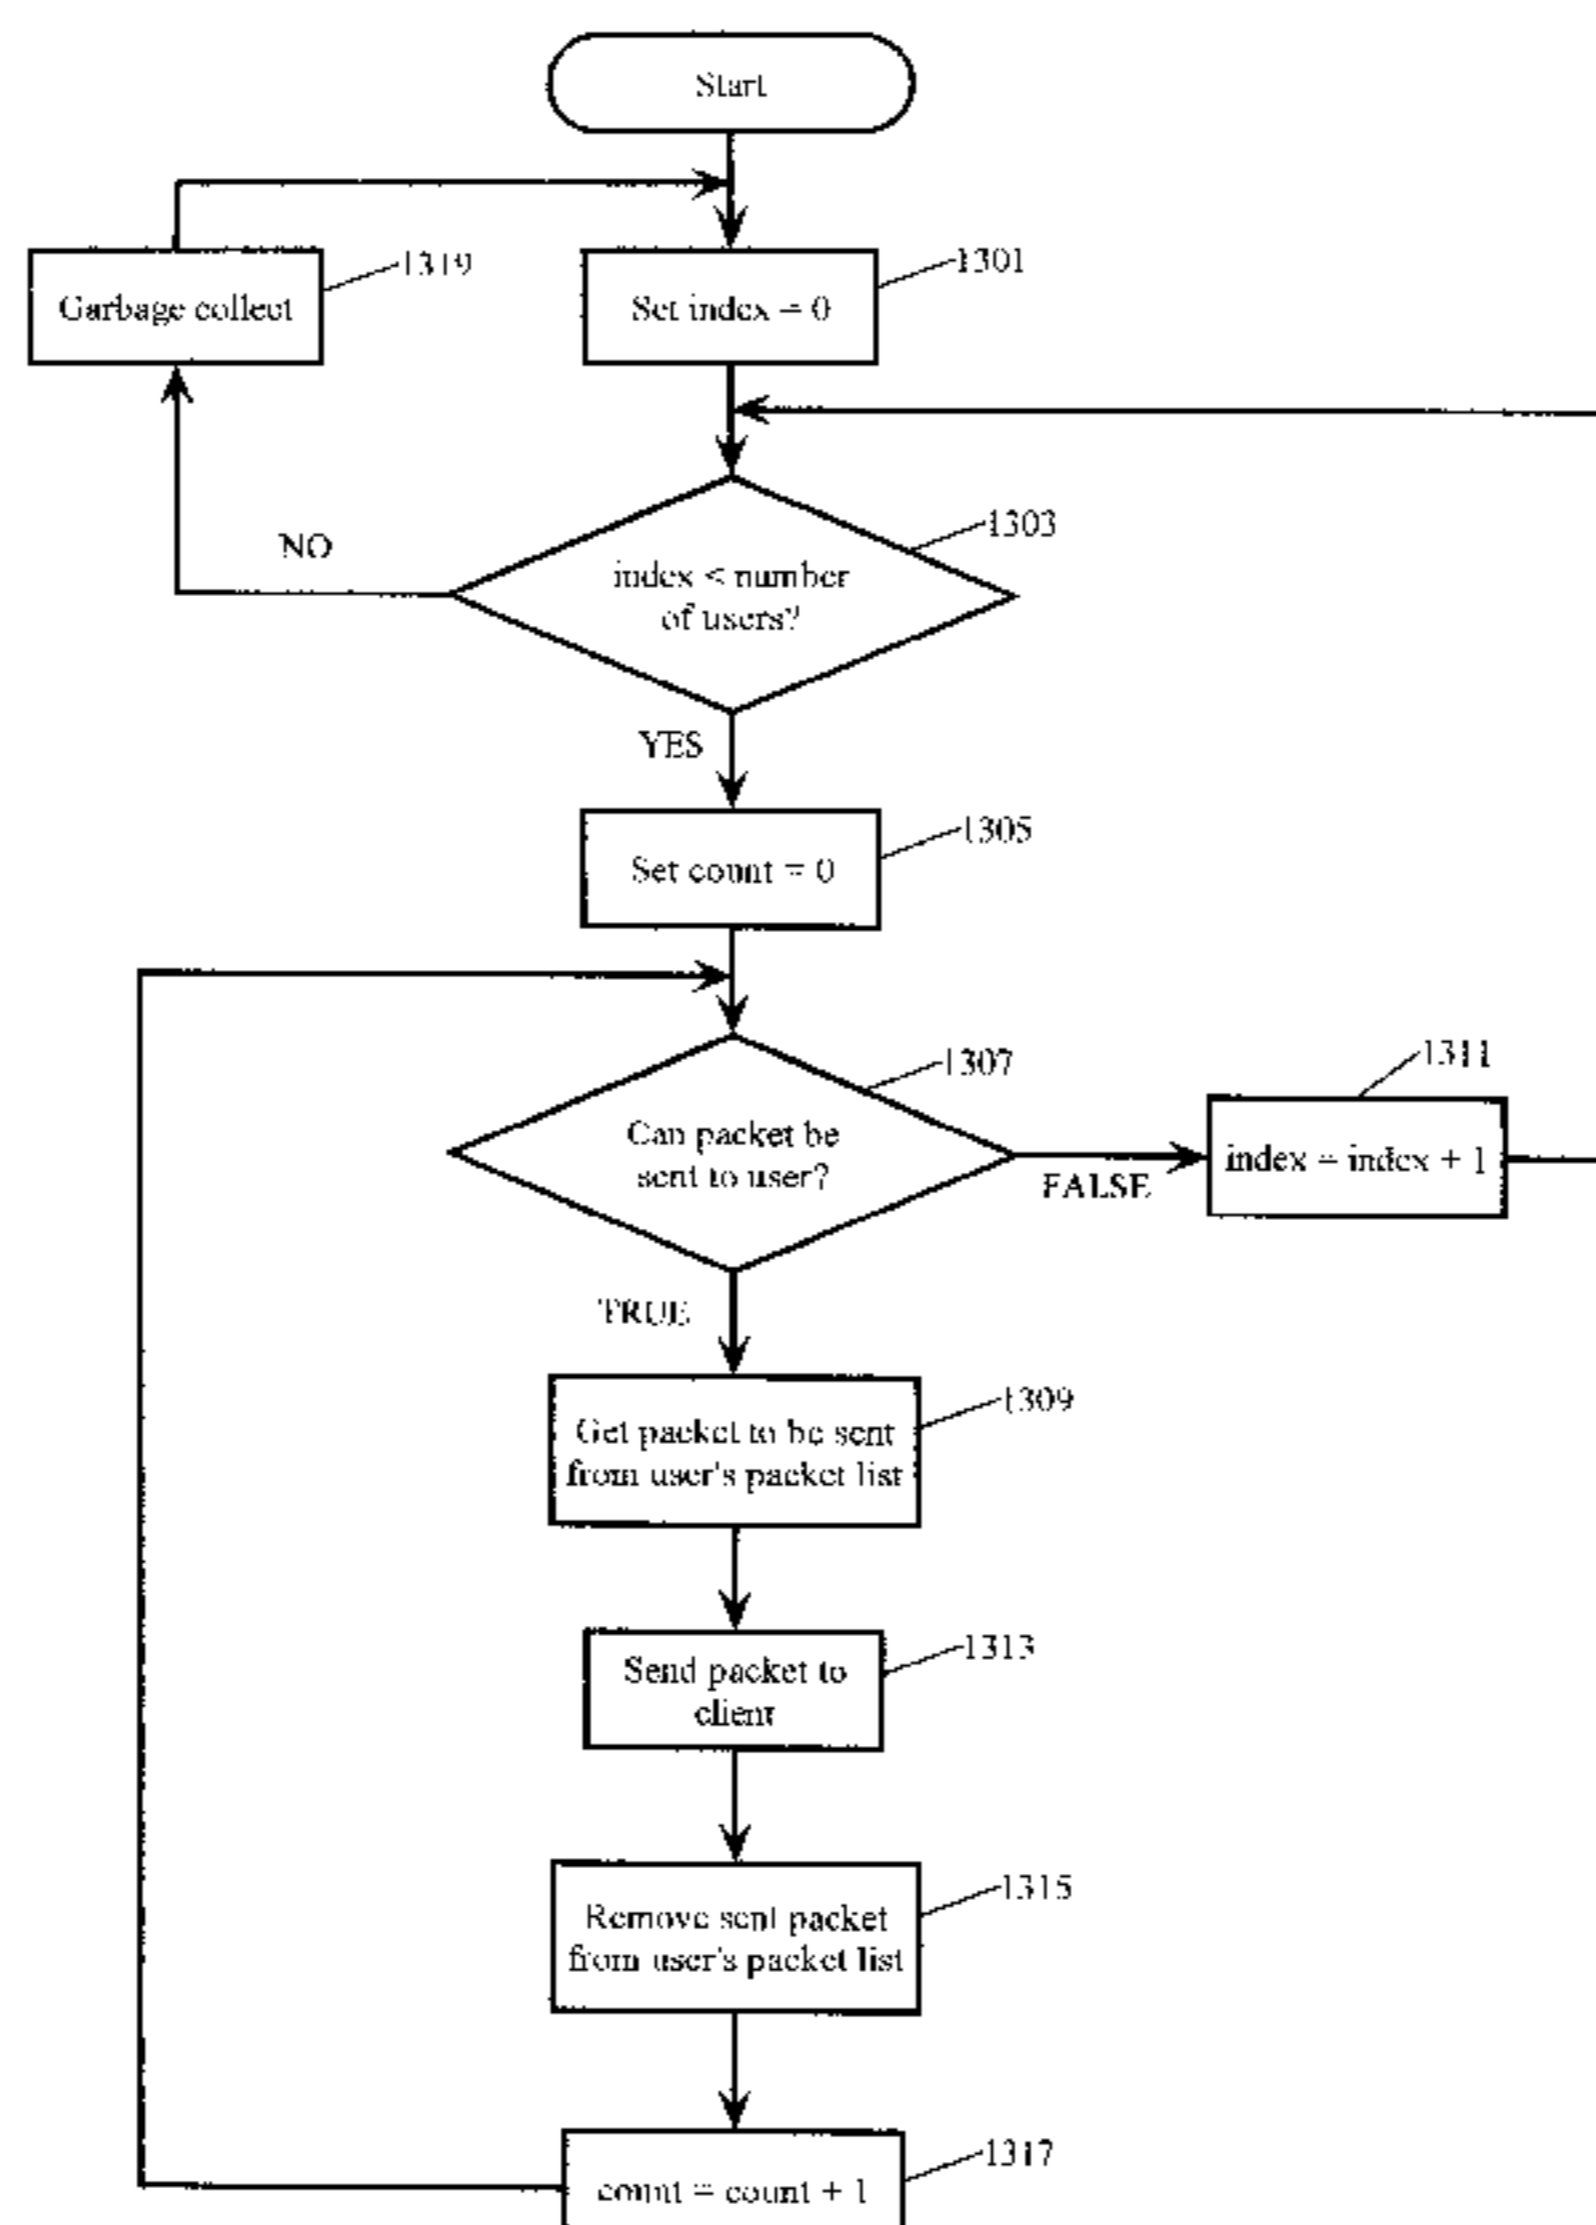 Start
1319
Garbage collect
1301
Set index = 0
1303
NO
index < number
of users?
YES
1305
Set count = 0
1307
Can packet be
sent to user?
FALSE
1311
index = index + 1
TRUE
1309
Get packet to be sent
from user's packet list
1313
Send packet to
client
1315
Remove sent packet
from user's packet list
1317
count = count + 1